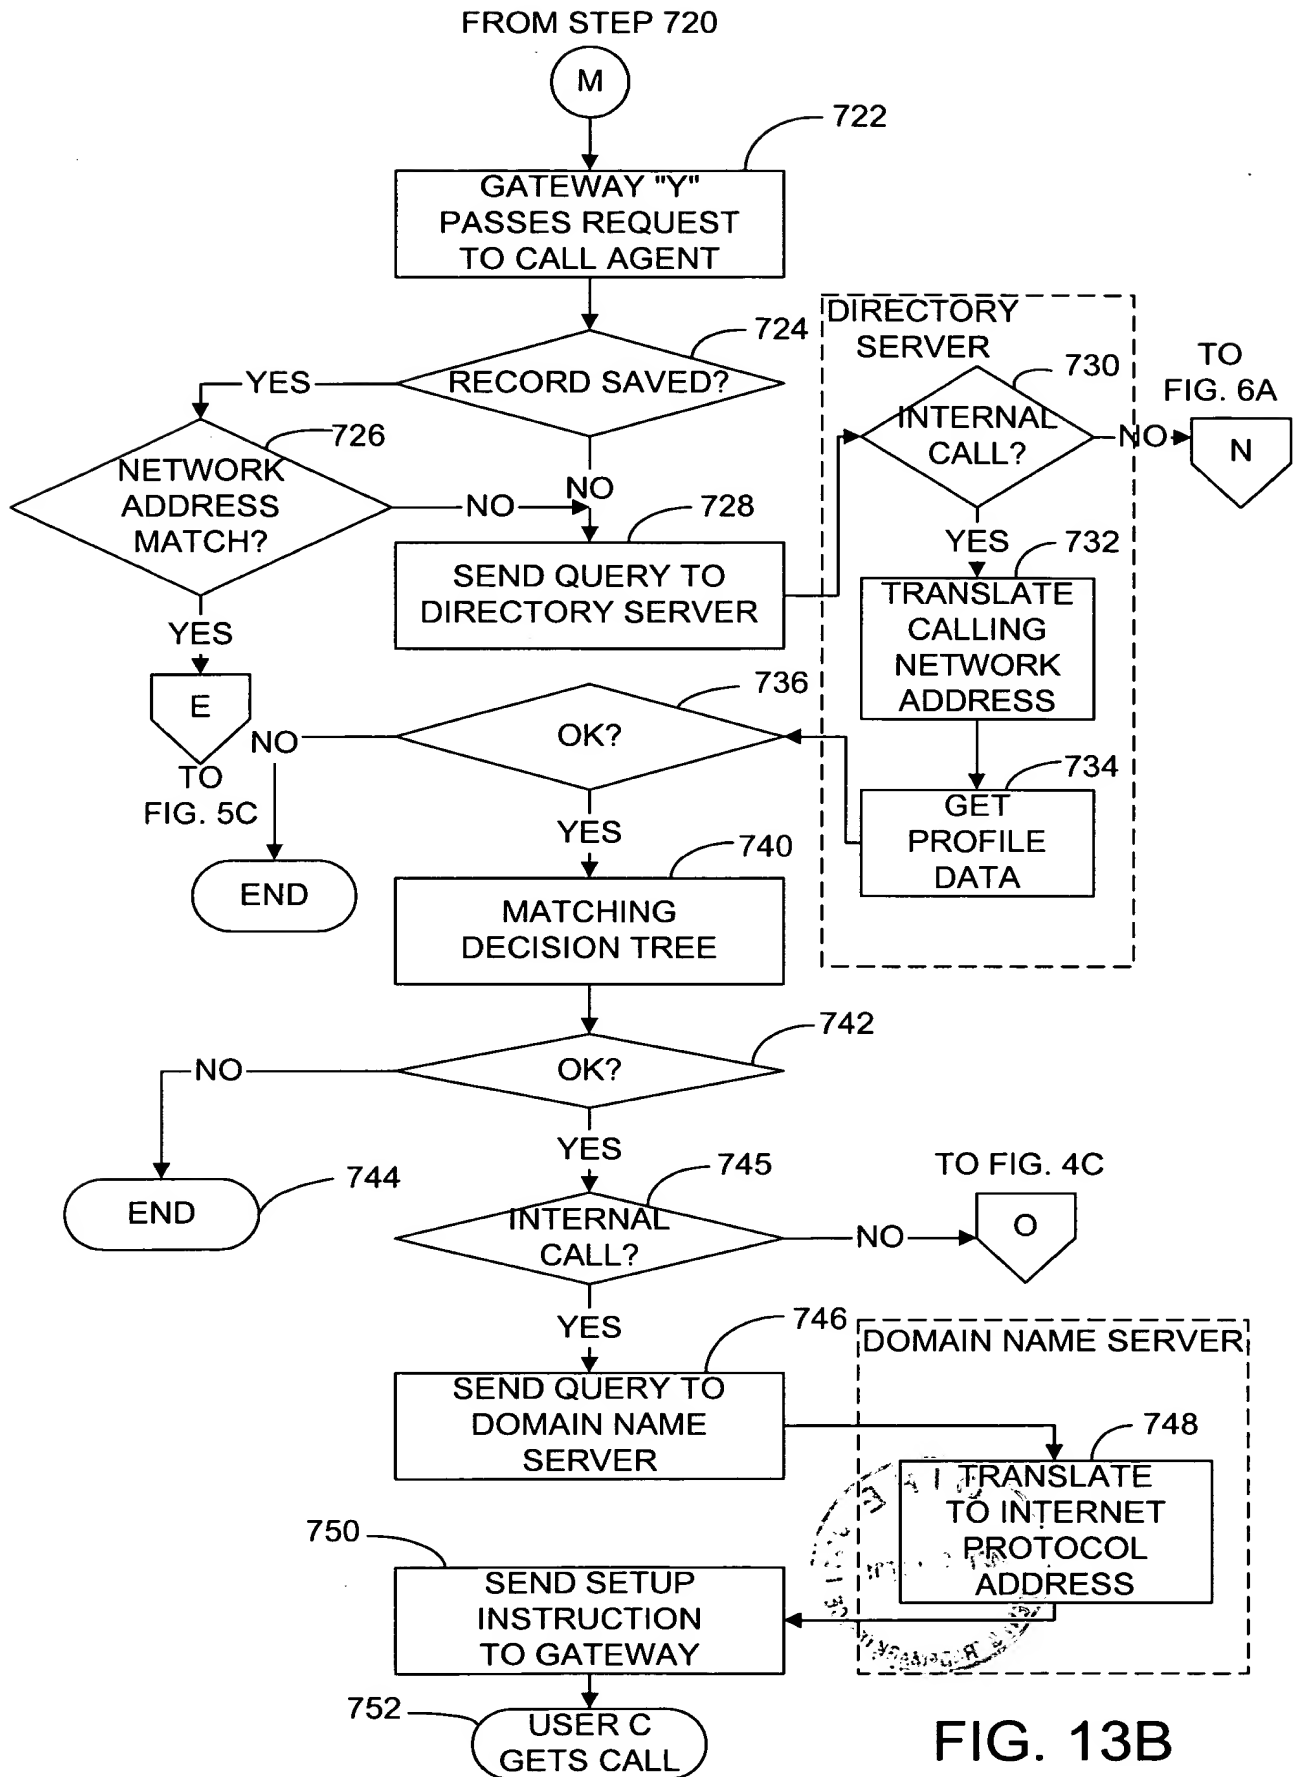 FROM STEP 720
M
722
GATEWAY "Y"
PASSES REQUEST
TO CALL AGENT
724
RECORD SAVED?
YES
NO
726
NETWORK
ADDRESS
MATCH?
NO
YES
E
TO
FIG. 5C
728
SEND QUERY TO
DIRECTORY SERVER
DIRECTORY
SERVER
730
INTERNAL
CALL?
NO
TO
FIG. 6A
N
YES
732
TRANSLATE
CALLING
NETWORK
ADDRESS
734
GET
PROFILE
DATA
736
OK?
NO
END
YES
740
MATCHING
DECISION TREE
742
OK?
NO
END
744
YES
745
INTERNAL
CALL?
NO
TO FIG. 4C
O
YES
746
SEND QUERY TO
DOMAIN NAME
SERVER
DOMAIN NAME SERVER
748
TRANSLATE
TO INTERNET
PROTOCOL
ADDRESS
750
SEND SETUP
INSTRUCTION
TO GATEWAY
752
USER C
GETS CALL
FIG. 13B